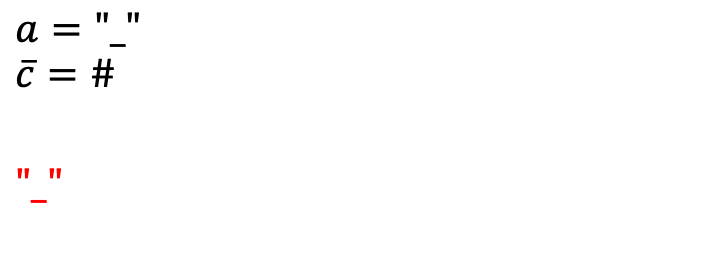 a = "_"
c̄ = #
"_"